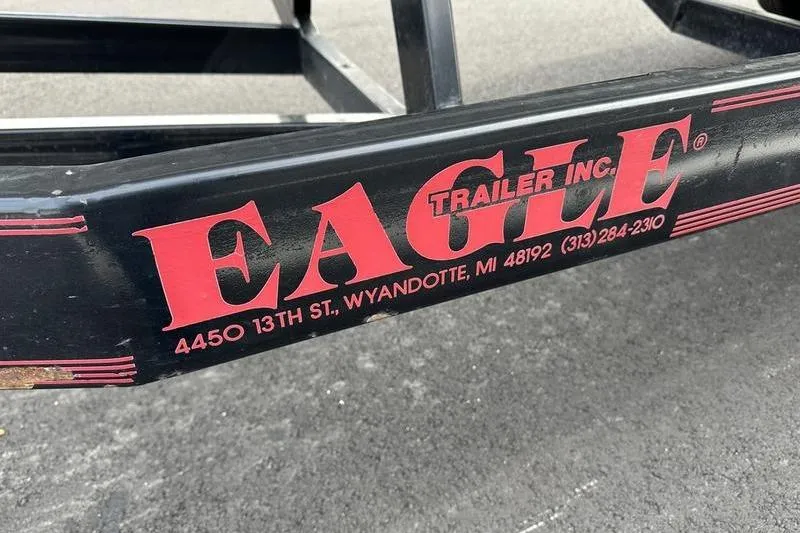 EAGLE®
TRAILER INC.
4450 13TH ST., WYANDOTTE, MI 48192 (313) 284-2310